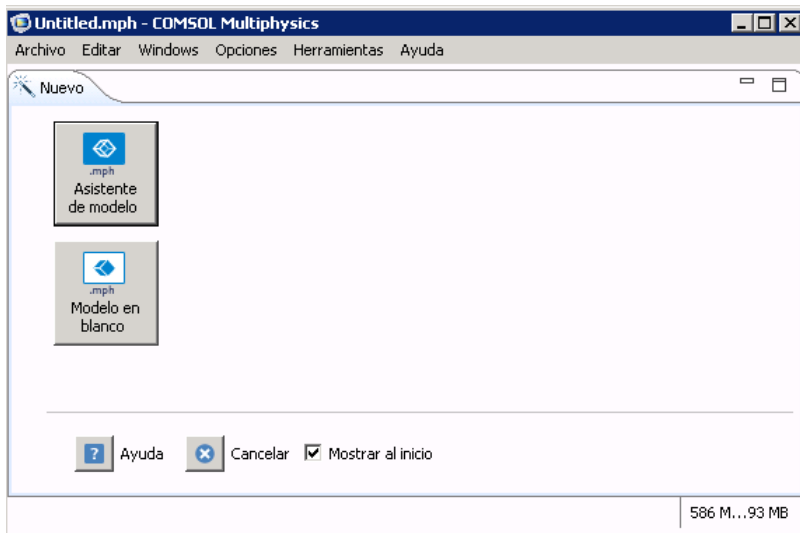 Untitled.mph - COMSOL Multiphysics
Archivo Editar Windows Opciones Herramientas Ayuda
Nuevo
.mph
Asistente
de modelo
.mph
Modelo en
blanco
? Ayuda Cancelar Mostrar al inicio
586 M...93 MB